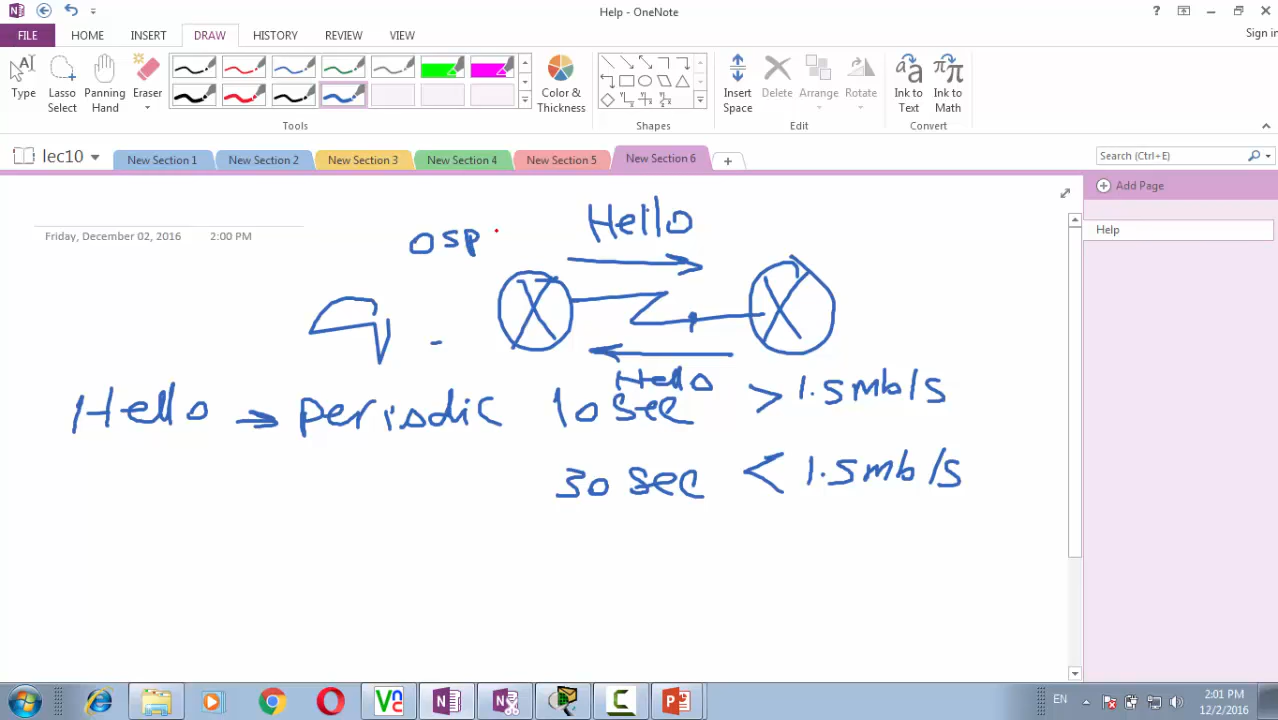 Help - OneNote
Sign in
FILE HOME INSERT DRAW HISTORY REVIEW VIEW
Type
Lasso Select
Panning Hand
Eraser
Color & Thickness
Insert Space
Delete
Arrange
Rotate
Ink to Text
Ink to Math
Tools
Shapes
Edit
Convert
lec10 New Section 1 New Section 2 New Section 3 New Section 4 New Section 5 New Section 6
Search (Ctrl+E)
Add Page
Help
Friday, December 02, 2016 2:00 PM
Hello
osp
Hello
Hello → periodic 10 sec > 1.5mb/s
30 sec < 1.5mb/s
EN
2:01 PM
12/2/2016